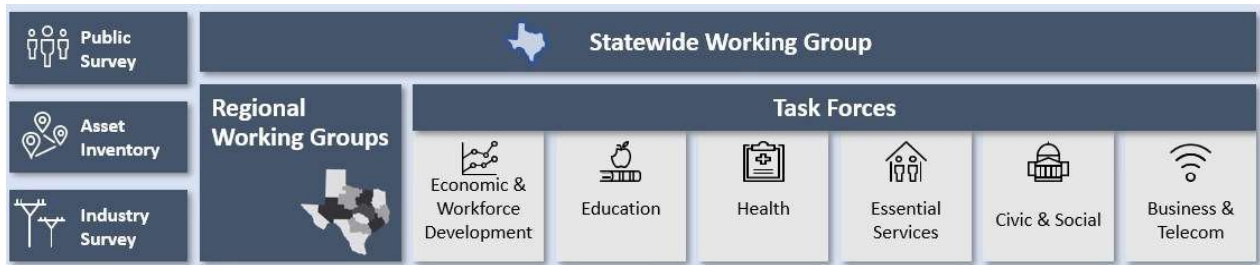 Public
Survey
Asset
Inventory
Industry
Survey
Statewide Working Group
Regional
Working Groups
Task Forces
Economic &
Workforce
Development
Education
Health
Essential
Services
Civic & Social
Business &
Telecom